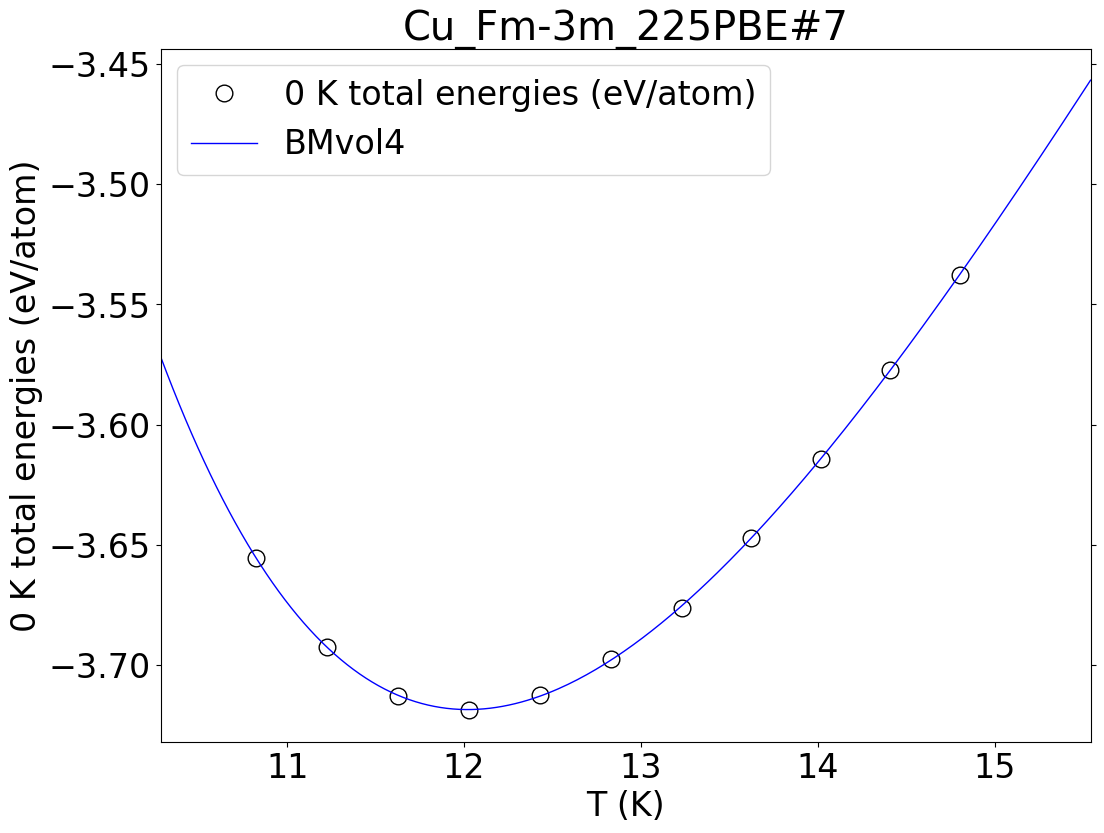 Cu_Fm-3m_225PBE#7
0 K total energies (eV/atom)
BMvol4
0 K total energies (eV/atom)
−3.45
−3.50
−3.55
−3.60
−3.65
−3.70
11 12 13 14 15
T (K)